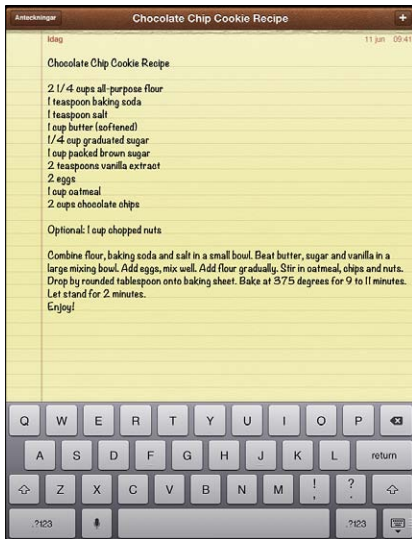 Anteckningar
Chocolate Chip Cookie Recipe
+
Idag
11 jun 09:41
Chocolate Chip Cookie Recipe
2 1/4 cups all-purpose flour
1 teaspoon baking soda
1 teaspoon salt
1 cup butter (softened)
1/4 cup graduated sugar
1 cup packed brown sugar
2 teaspoons vanilla extract
2 eggs
1 cup oatmeal
2 cups chocolate chips
Optional: 1 cup chopped nuts
Combine flour, baking soda and salt in a small bowl. Beat butter, sugar and vanilla in a
large mixing bowl. Add eggs, mix well. Add flour gradually. Stir in oatmeal, chips and nuts.
Drop by rounded tablespoon onto baking sheet. Bake at 375 degrees for 9 to 11 minutes.
Let stand for 2 minutes.
Enjoy!
Q W E R T Y U I O P
A S D F G H J K L return
Z X C V B N M ! , ? .
.?123 .?123